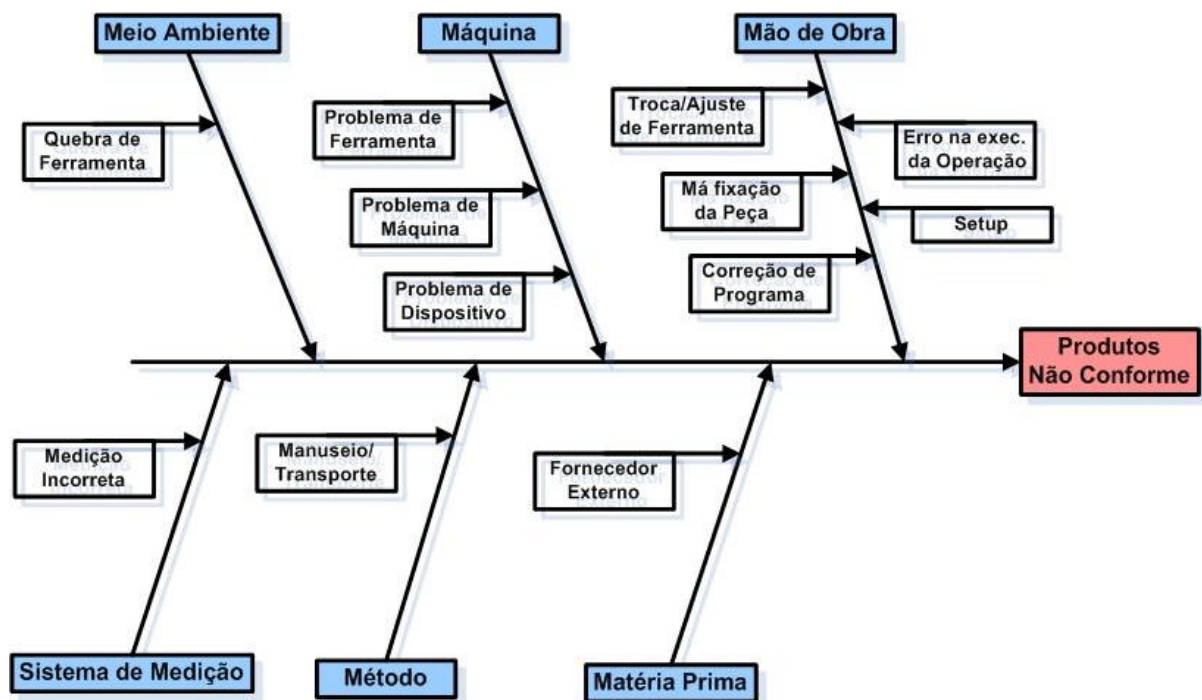 Meio Ambiente
Máquina
Mão de Obra
Quebra de
Ferramenta
Problema de
Ferramenta
Problema de
Máquina
Problema de
Dispositivo
Troca/Ajuste
de Ferramenta
Erro na exec.
da Operação
Má fixação
da Peça
Setup
Correção de
Programa
Produtos
Não Conforme
Medição
Incorreta
Manuseio/
Transporte
Fornecedor
Externo
Sistema de Medição
Método
Matéria Prima